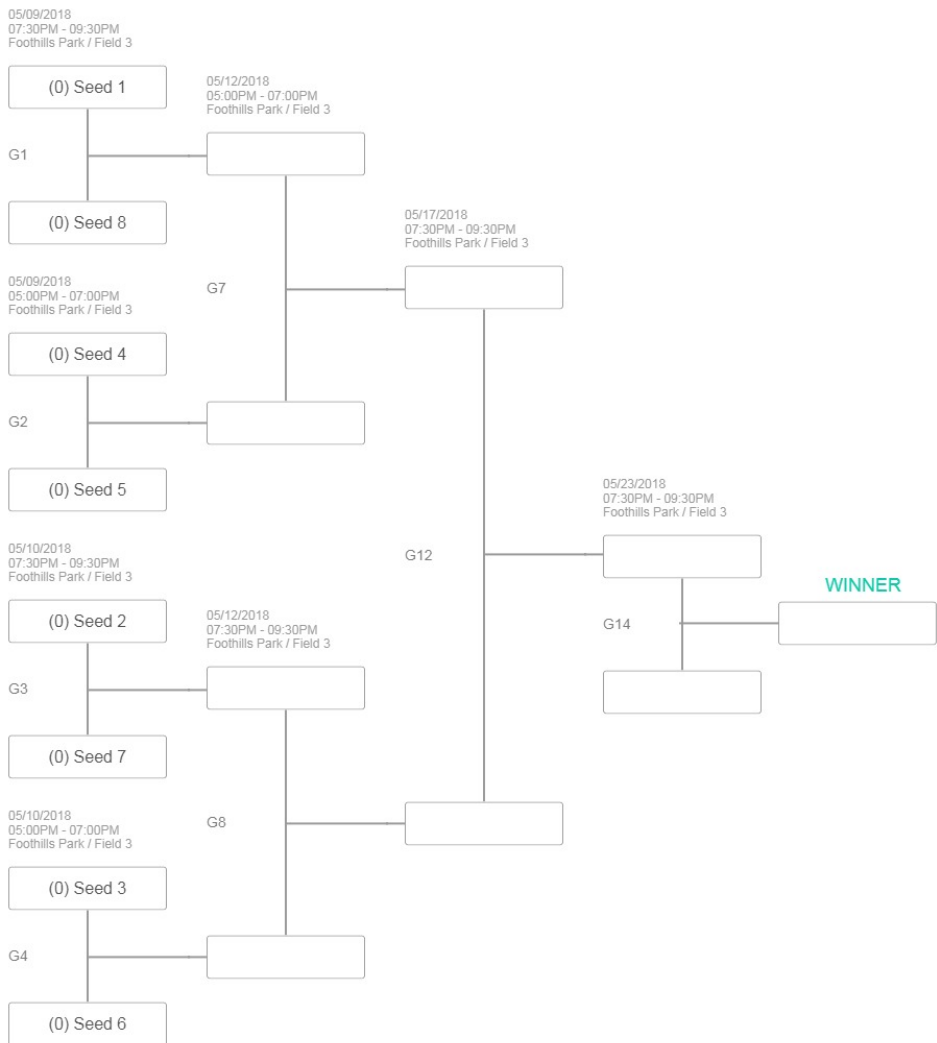 05/09/2018
07:30PM - 09:30PM
Foothills Park / Field 3
(0) Seed 1
G1
(0) Seed 8
05/09/2018
05:00PM - 07:00PM
Foothills Park / Field 3
(0) Seed 4
G2
(0) Seed 5
05/10/2018
07:30PM - 09:30PM
Foothills Park / Field 3
(0) Seed 2
G3
(0) Seed 7
05/10/2018
05:00PM - 07:00PM
Foothills Park / Field 3
(0) Seed 3
G4
(0) Seed 6
05/12/2018
05:00PM - 07:00PM
Foothills Park / Field 3
G7
05/12/2018
07:30PM - 09:30PM
Foothills Park / Field 3
G8
05/17/2018
07:30PM - 09:30PM
Foothills Park / Field 3
G12
05/23/2018
07:30PM - 09:30PM
Foothills Park / Field 3
G14
WINNER